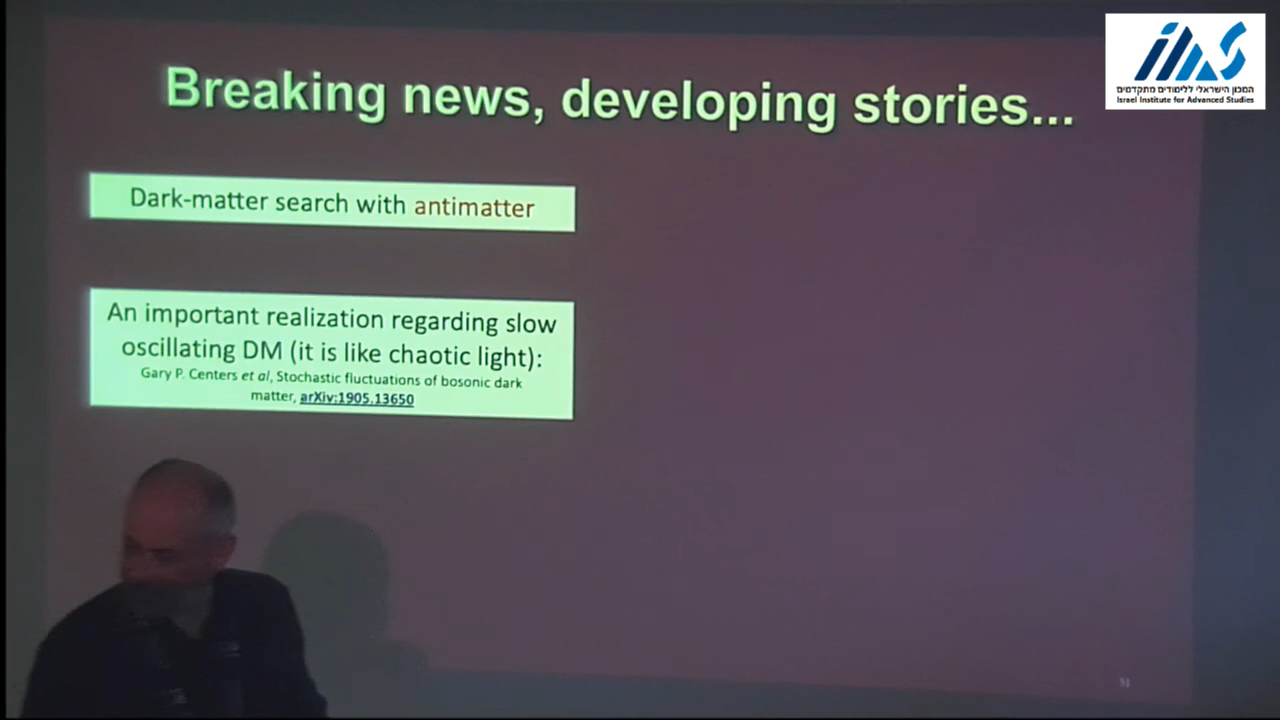 Breaking news, developing stories...
המכון הישראלי ללימודים מתקדמים
Israel Institute for Advanced Studies
Dark-matter search with antimatter
An important realization regarding slow
oscillating DM (it is like chaotic light):
Gary P. Centers et al, Stochastic fluctuations of bosonic dark
matter, arXiv:1905.13650